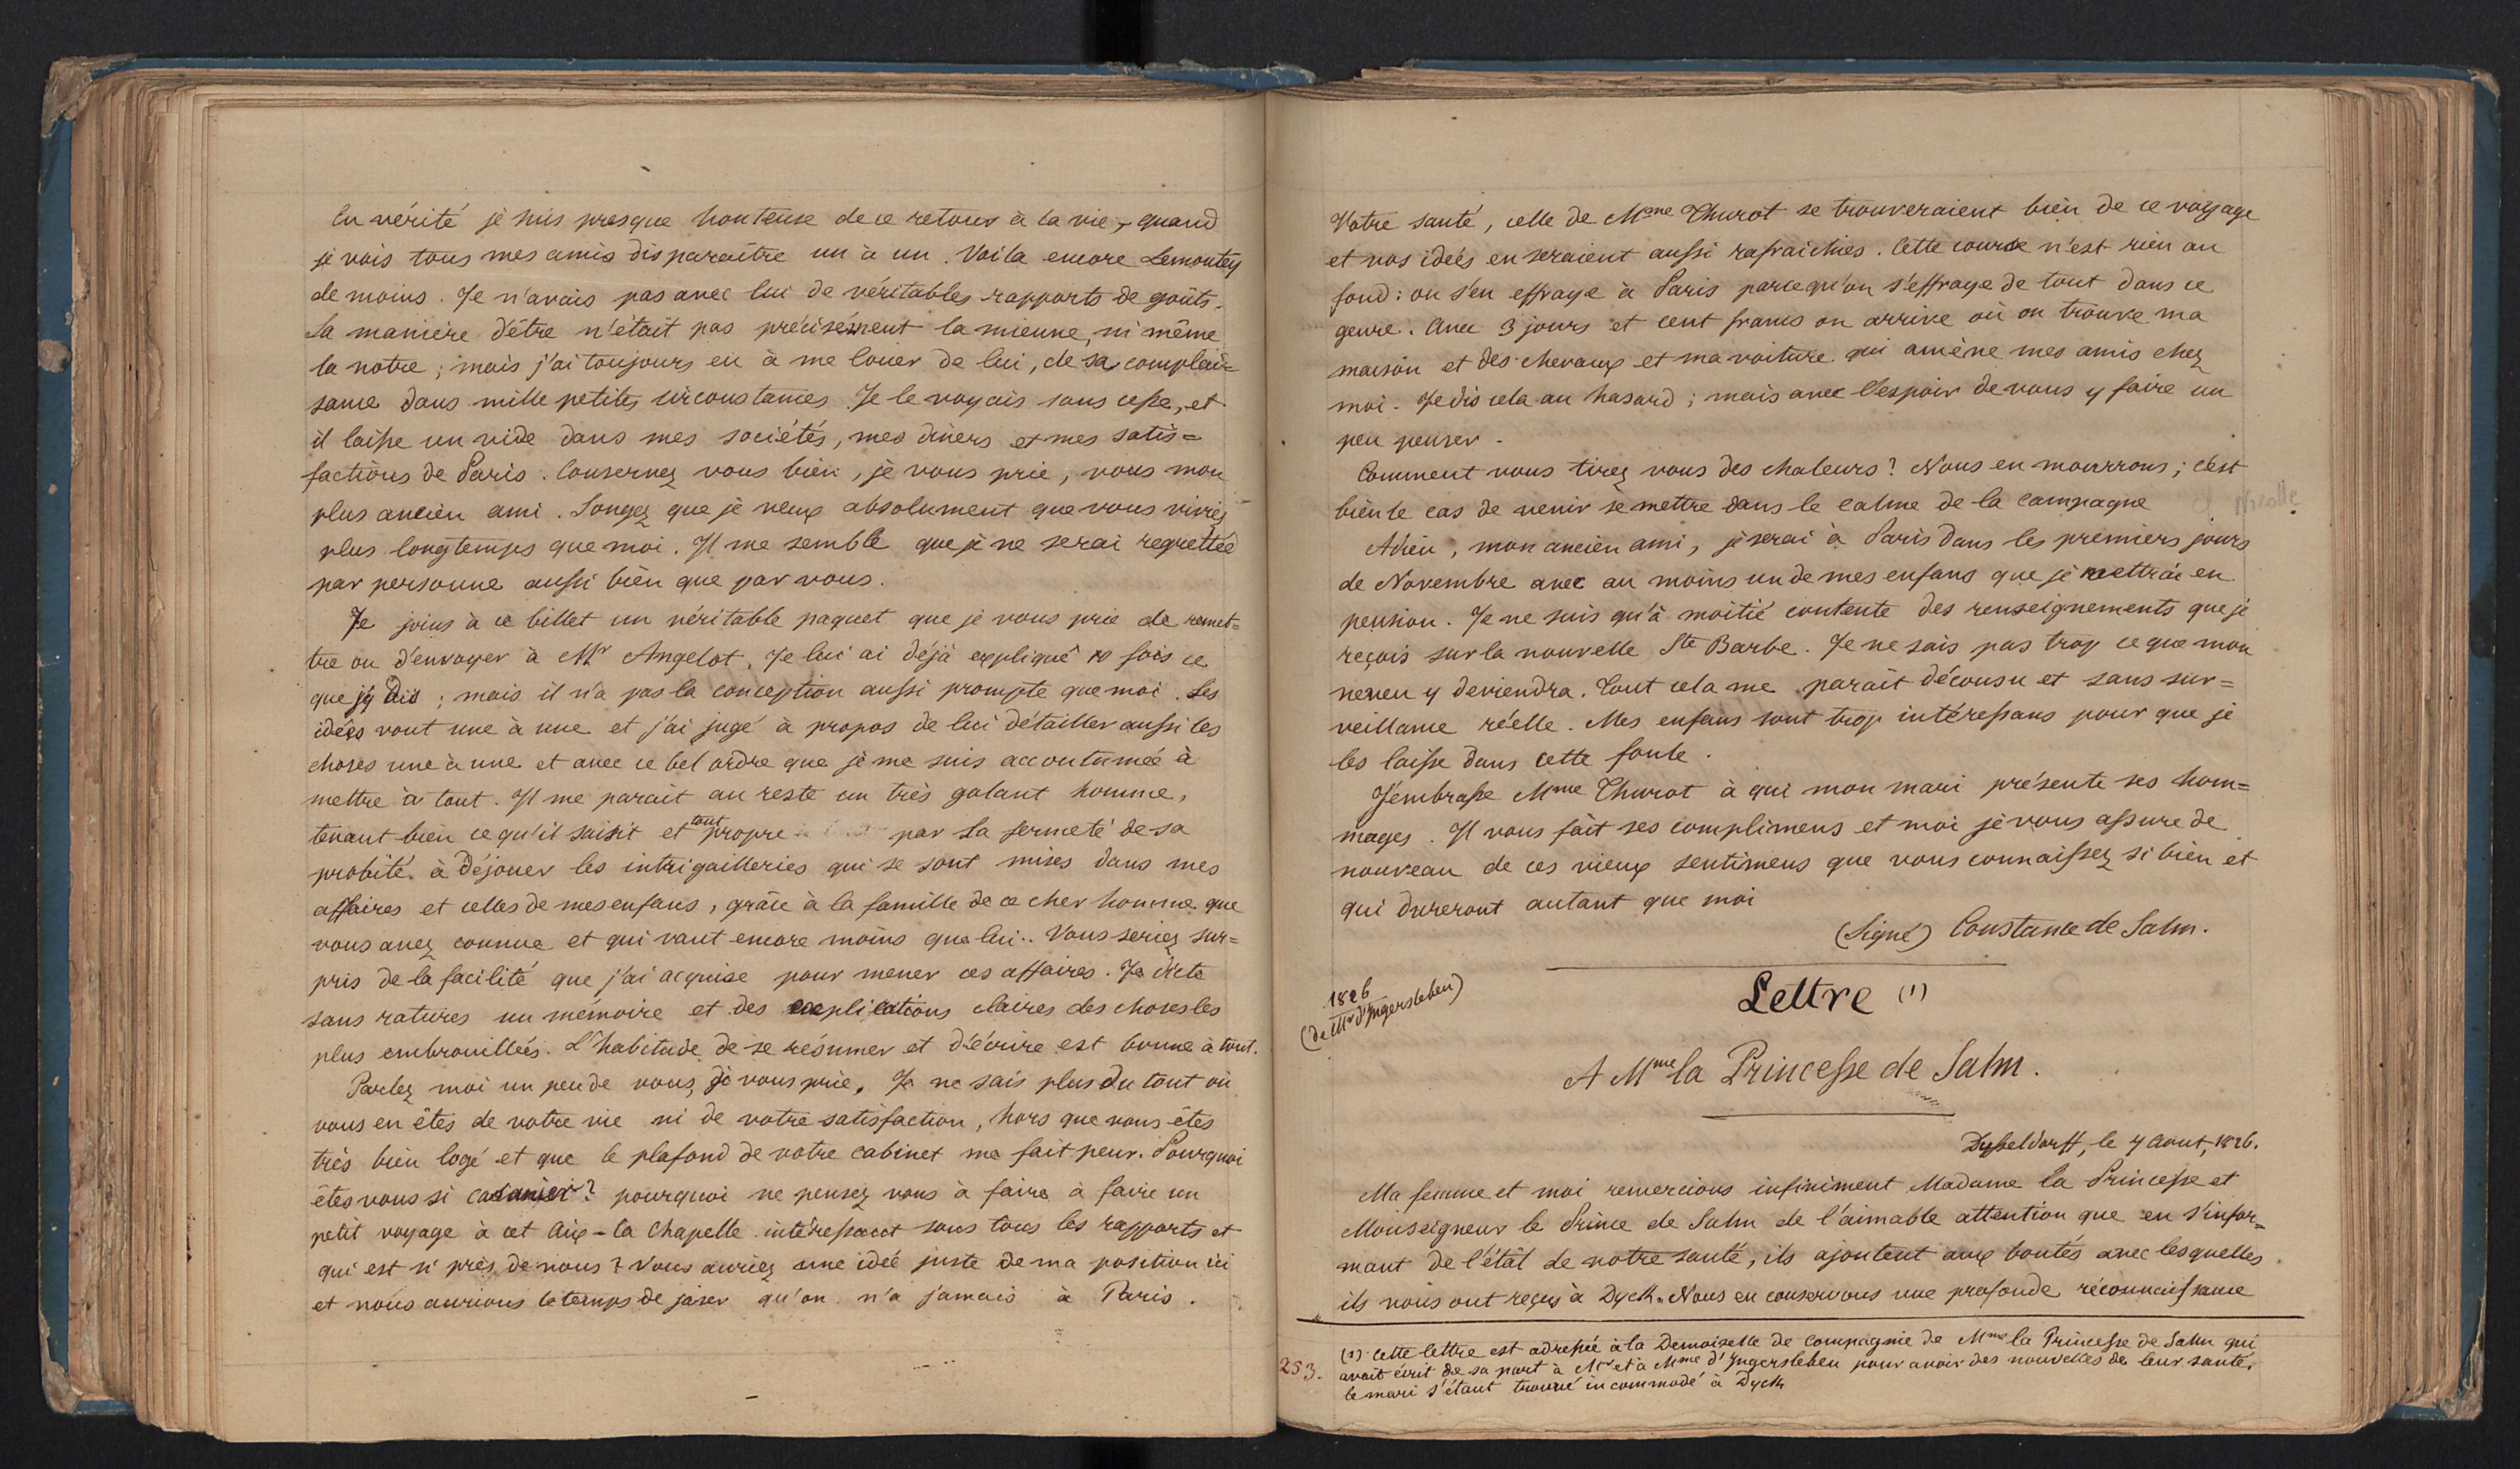 En vérité je suis presque honteuse de ce retour à la vie, quand
je vois tous mes amis disparaître un à un. Voila encore Lemontey
de moins. Je n'avais pas avec lui de véritables rapports de goûts.
Sa manière d'être n'était pas précisément la mienne, ni même
la notre; mais j'ai toujours eu à me louer de lui, de sa complai=
sance dans mille petites circonstances. Je le voyais sans cesse, et
il laisse un vide dans mes sociétés, mes diners et mes satis=
factions de Paris. Conservez vous bien, je vous prie, vous mon
plus ancien ami. Songez que je veux absolument que vous viviez
plus longtemps que moi. Il me semble que je ne serai regrettée
par personne aussi bien que par vous.
Je joins à ce billet un véritable paquet que je vous prie de remet=
tre ou d'envoyer à Mr Angelot. Je lui ai déjà expliqué 10 fois ce
que j'y dis; mais il n'a pas la conception aussi prompte que moi. Ses
idées vont une à une et j'ai jugé à propos de lui détailler aussi les
choses une à une et avec ce bel ordre que je me suis accoutumée à
mettre à tout. Il me parait au reste un très galant homme,
tenant bien ce qu'il saisit et tout propre par la fermeté de sa
probité à déjouer les intrigailleries qui se sont mises dans mes
affaires et celles de mes enfans, grâce à la famille de ce cher homme que
vous avez connue et qui vaut encore moins que lui.. Vous seriez sur=
pris de la facilité que j'ai acquise pour mener ces affaires. Je dicte
sans ratures un mémoire et des explications claires des choses les
plus embrouillées. L'habitude de se résumer et d'écrire est bonne à tout.
Parlez moi un peu de vous, je vous prie. Je ne sais plus du tout où
vous en êtes de votre vie ni de votre satisfaction, hors que vous êtes
très bien logé et que le plafond de votre cabinet me fait peur. Pourquoi
êtes vous si casanier? pourquoi ne pensez vous à faire à faire un
petit voyage à cet Aix-la Chapelle intéressant sous tous les rapports et
qui est si près de nous? Vous auriez une idée juste de ma position ici
et nous aurions le temps de jaser qu'on n'a jamais à Paris.
Votre santé, celle de Mme Thurot se trouveraient bien de ce voyage
et vos idées en seraient aussi rafraichies. Cette course n'est rien au
fond: on s'en effraye à Paris parcequ'on s'effraye de tout dans ce
genre. Avec 3 jours et cent francs on arrive où on trouve ma
maison et des chevaux et ma voiture qui amène mes amis chez
moi. Je dis cela au hasard; mais avec l'espoir de vous y faire un
peu penser.
Comment vous tirez vous des chaleurs? Nous en mourrons; c'est
bien le cas de venir se mettre dans le calme de la campagne
Adieu, mon ancien ami, je serai à Paris dans les premiers jours
de Novembre avec au moins un de mes enfans que je mettrai en
pension. Je ne suis qu'à moitié contente des renseignements que je
reçois sur la nouvelle Ste Barbe. Je ne sais pas trop ce que mon
neveu y deviendra. Tout cela me parait décousu et sans sur=
veillance réelle. Mes enfans sont trop intéressans pour que je
les laisse dans cette foule.
J'embrasse Mme Thurot à qui mon mari présente ses hom=
mages. Il vous fait ses complimens et moi je vous assure de
nouveau de ces vieux sentimens que vous connaissez si bien et
qui dureront autant que moi
(Signé) Constance de Salm.
1826
(de Mr d'Ingersleben)
Lettre (1)
A Mme la Princesse de Salm.
Dusseldorff, le 4 aout, 1826.
Ma femme et moi remercions infiniment Madame la Princesse et
Monseigneur le Prince de Salm de l'aimable attention que en s'infor=
mant de l'état de notre santé, ils ajoutent aux bontés avec lesquelles
ils nous ont reçus à Dyck. Nous en conservons une profonde reconnaissance
(1) Cette lettre est adressée à la Demoiselle de Compagnie de Mme la Princesse de Salm qui
avait écrit de sa part à Mr et à Mme d'Ingersleben pour avoir des nouvelles de leur santé,
le mari s'étant trouvé incommodé à Dyck
253.